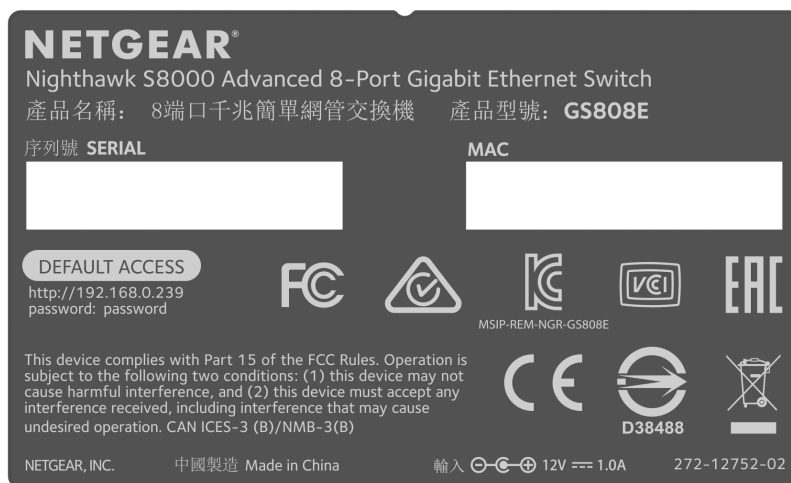 NETGEAR®
Nighthawk S8000 Advanced 8-Port Gigabit Ethernet Switch
產品名稱： 8端口千兆簡單網管交換機 產品型號：GS808E
序列號 SERIAL
MAC
DEFAULT ACCESS
http://192.168.0.239
password: password
FC
VCI
EAC
MSIP-REM-NGR-GS808E
This device complies with Part 15 of the FCC Rules. Operation is
subject to the following two conditions: (1) this device may not
cause harmful interference, and (2) this device must accept any
interference received, including interference that may cause
undesired operation. CAN ICES-3 (B)/NMB-3(B)
CE
D38488
NETGEAR, INC. 中國製造 Made in China 輸入 12V 1.0A 272-12752-02